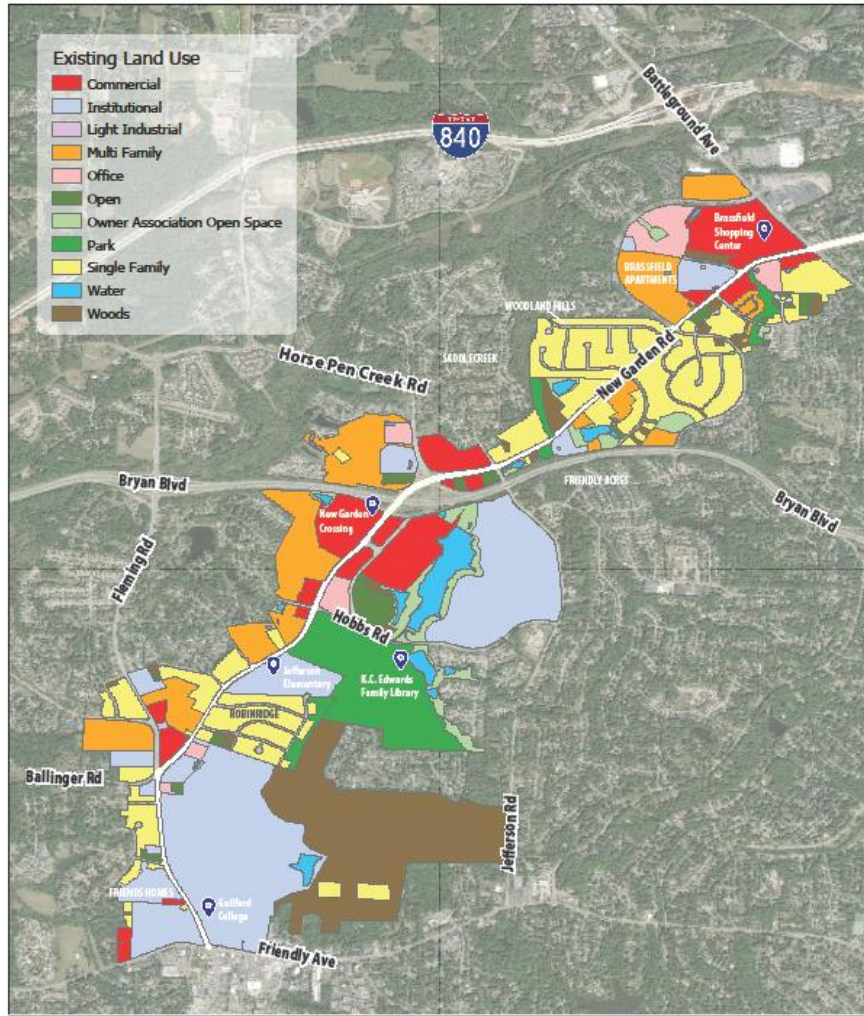 Existing Land Use
Commercial
Institutional
Light Industrial
Multi Family
Office
Open
Owner Association Open Space
Park
Single Family
Water
Woods
840
Battleground Ave
Brassfield
Shopping
Center
BRASSFIELD
APARTMENTS
WOODLAND HILLS
SADDLECREEK
New Garden Rd
Horse Pen Creek Rd
Bryan Blvd
FRIENDLY ACRES
Bryan Blvd
New Garden
Crossing
Fleming Rd
Hobbs Rd
Jefferson
Elementary
K.C. Edwards
Family Library
ROBINRIDGE
Ballinger Rd
Jefferson Rd
FRIENDS HOMES
Guilford
College
Friendly Ave